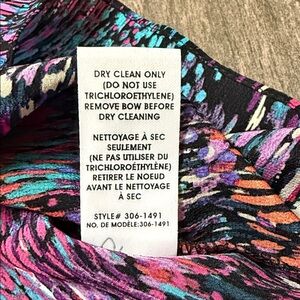 DRY CLEAN ONLY
(DO NOT USE
TRICHLOROETHYLENE)
REMOVE BOW BEFORE
DRY CLEANING
NETTOYAGE À SEC
SEULEMENT
(NE PAS UTILISER DU
TRICHLOROÉTHYLÈNE)
RETIRER LE NOEUD
AVANT LE NETTOYAGE
À SEC
STYLE# 306-1491
NO. DE MODÈLE:306-1491